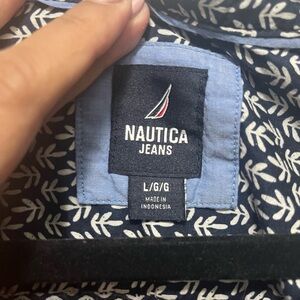 NAUTICA
JEANS
L/G/G
MADE IN
INDONESIA